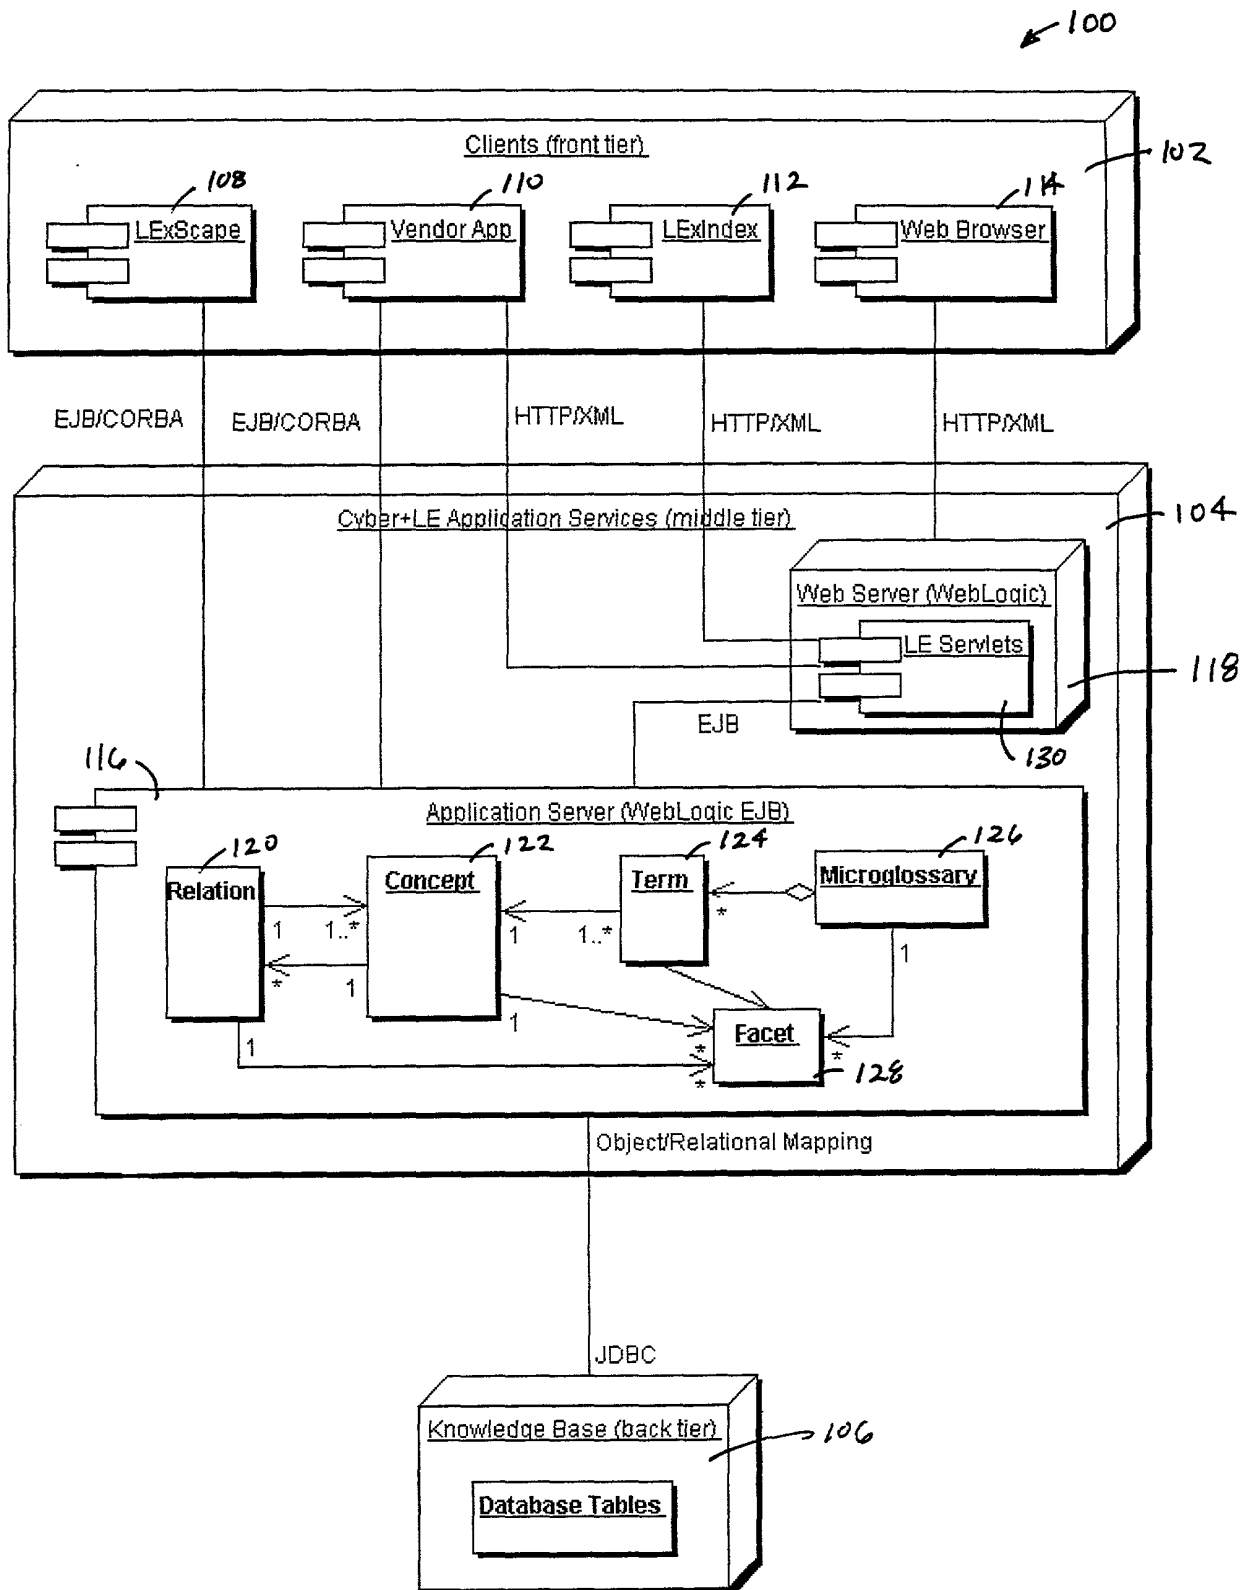 100
Clients (front tier)
102
108
110
112
114
LExScape
Vendor App
LExIndex
Web Browser
EJB/CORBA
EJB/CORBA
HTTP/XML
HTTP/XML
HTTP/XML
Cyber+LE Application Services (middle tier)
104
Web Server (WebLogic)
LE Servlets
118
EJB
130
116
Application Server (WebLogic EJB)
120
122
124
126
Relation
Concept
Term
Microglossary
1
1..*
1
1..*
*
1
*
1
1
Facet
*
*
1
*
128
Object/Relational Mapping
JDBC
Knowledge Base (back tier)
106
Database Tables